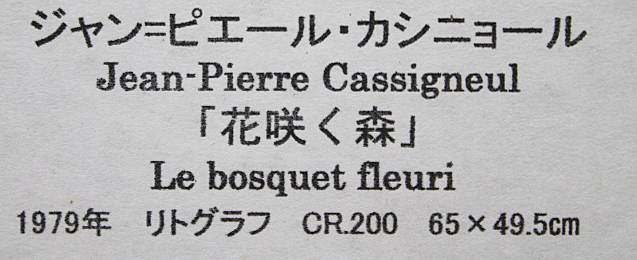 ジャン=ピエール・カシニョール
Jean-Pierre Cassigneul
「花咲く森」
Le bosquet fleuri
1979年　リトグラフ　CR.200　65×49.5cm